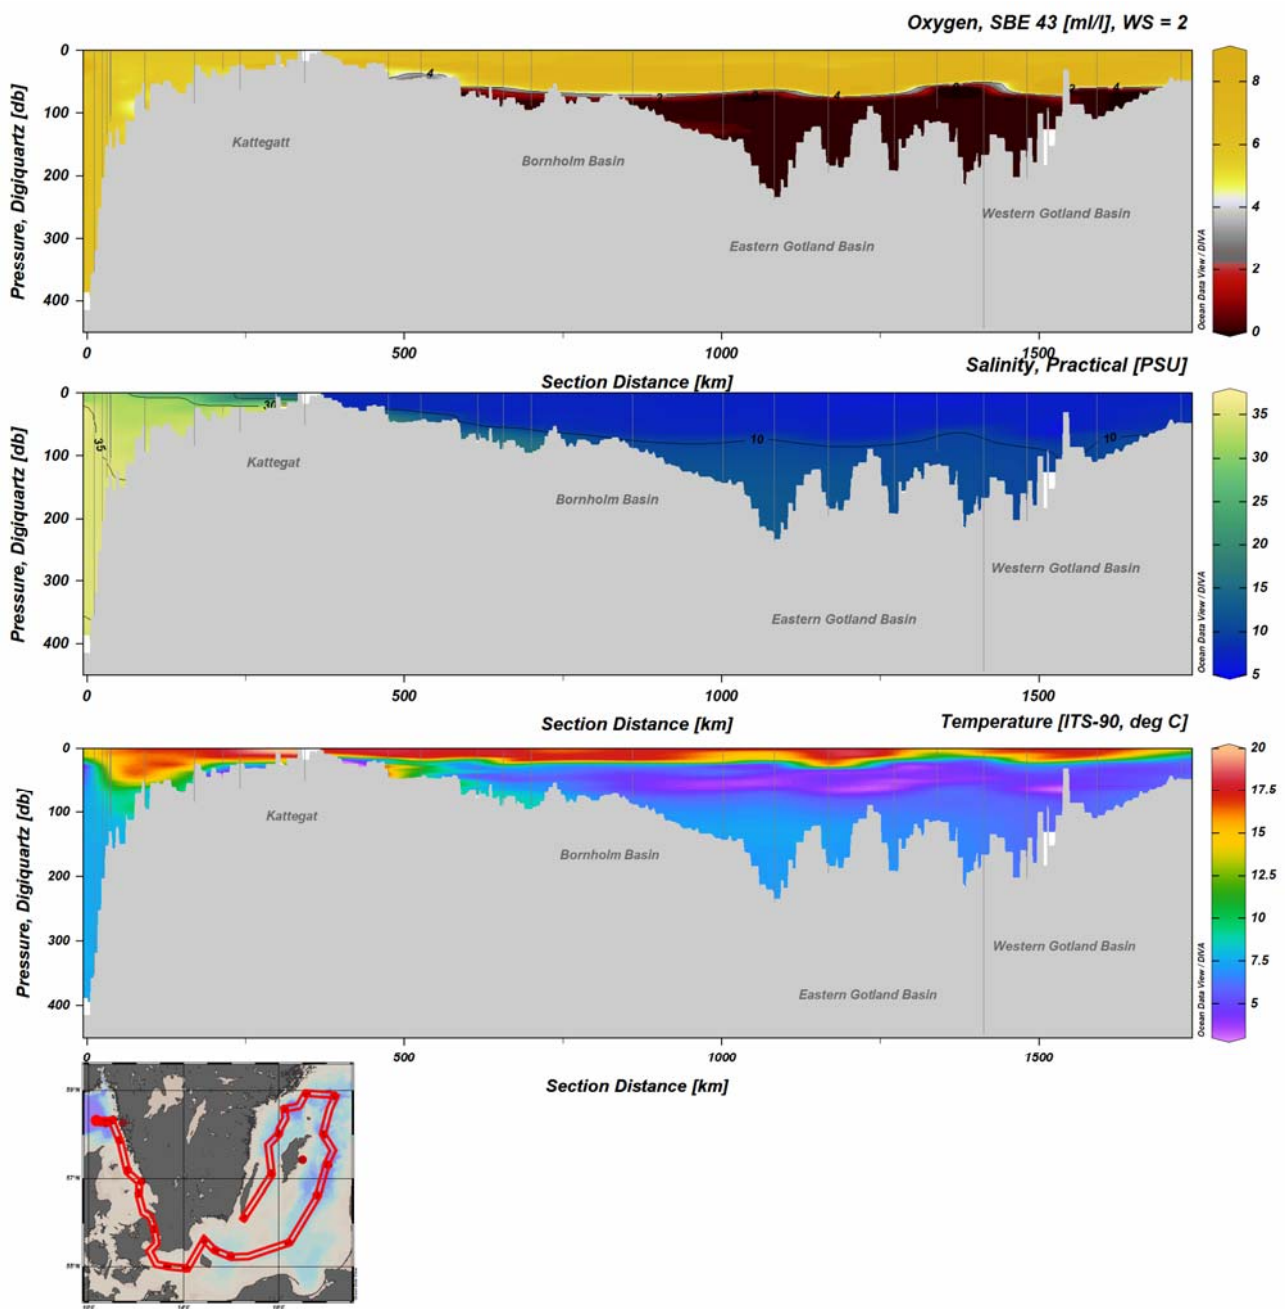 Oxygen, SBE 43 [ml/l], WS = 2
Pressure, Digiquartz [db]
0
100
200
300
400
4
2
4
2
4
Kattegatt
Bornholm Basin
Eastern Gotland Basin
Western Gotland Basin
Ocean Data View / DIVA
8
6
4
2
0
0
500
1000
1500
Section Distance [km]
Salinity, Practical [PSU]
Pressure, Digiquartz [db]
0
100
200
300
400
35
30
10
10
Kattegat
Bornholm Basin
Eastern Gotland Basin
Western Gotland Basin
Ocean Data View / DIVA
35
30
25
20
15
10
5
0
500
1000
1500
Section Distance [km]
Temperature [ITS-90, deg C]
Pressure, Digiquartz [db]
0
100
200
300
400
Kattegat
Bornholm Basin
Eastern Gotland Basin
Western Gotland Basin
Ocean Data View / DIVA
20
17.5
15
12.5
10
7.5
5
0
500
1000
1500
Section Distance [km]